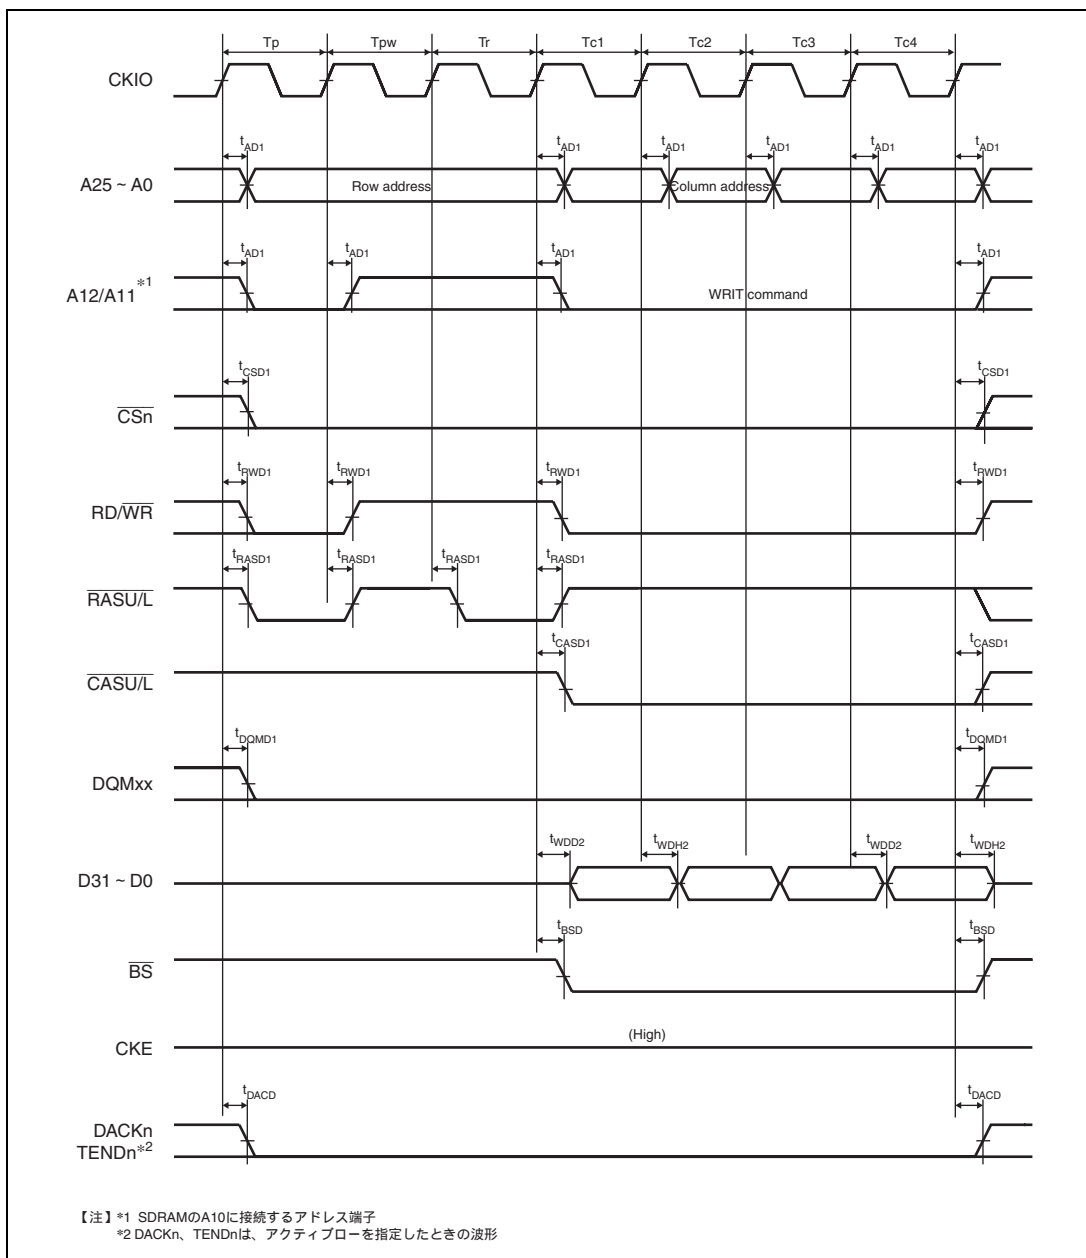 Tp Tpw Tr Tc1 Tc2 Tc3 Tc4
CKIO
tAD1 tAD1 tAD1 tAD1 tAD1 tAD1
A25 ~ A0 Row address Column address
tAD1 tAD1 tAD1 tAD1
A12/A11*1 WRIT command
tCSD1 tCSD1
CSn
tRWD1 tRWD1 tRWD1 tRWD1
RD/WR
tRASD1 tRASD1 tRASD1 tRASD1
RASU/L
tCASD1 tCASD1
CASU/L
tDQMD1 tDQMD1
DQMxx
tWDD2 tWDH2 tWDD2 tWDH2
D31 ~ D0
tBSD tBSD
BS
(High)
CKE
tDACD tDACD
DACKn
TENDn*2
【注】*1 SDRAMのA10に接続するアドレス端子
*2 DACKn、TENDnは、アクティブローを指定したときの波形